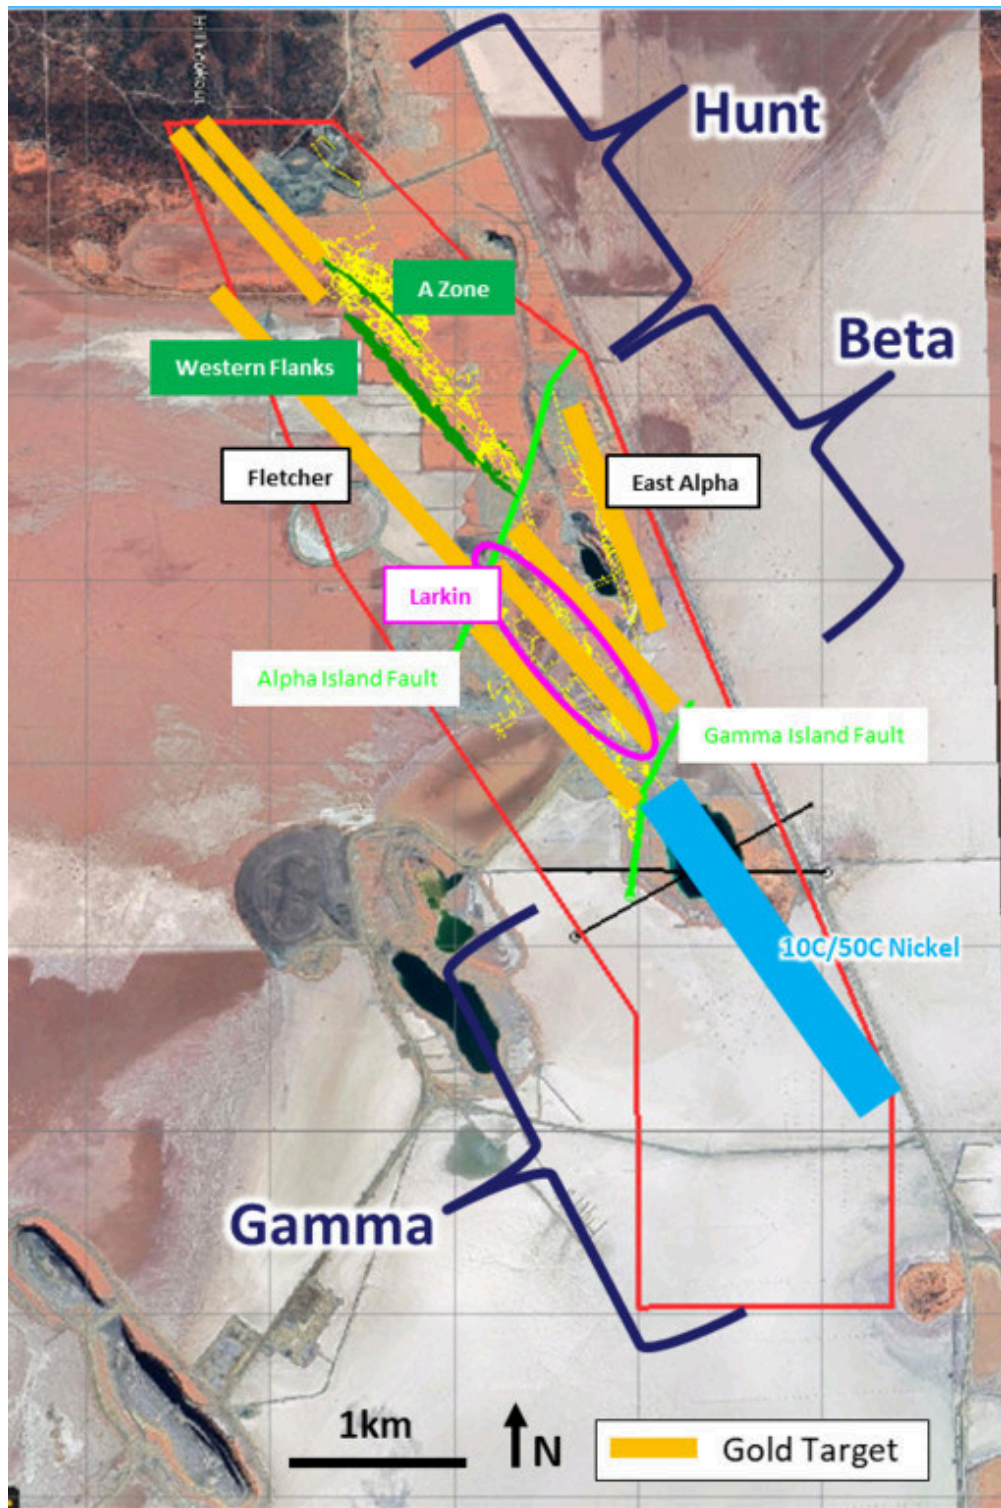 Hunt
A Zone
Beta
Western Flanks
Fletcher
East Alpha
Larkin
Alpha Island Fault
Gamma Island Fault
10C/50C Nickel
Gamma
1km
N
Gold Target